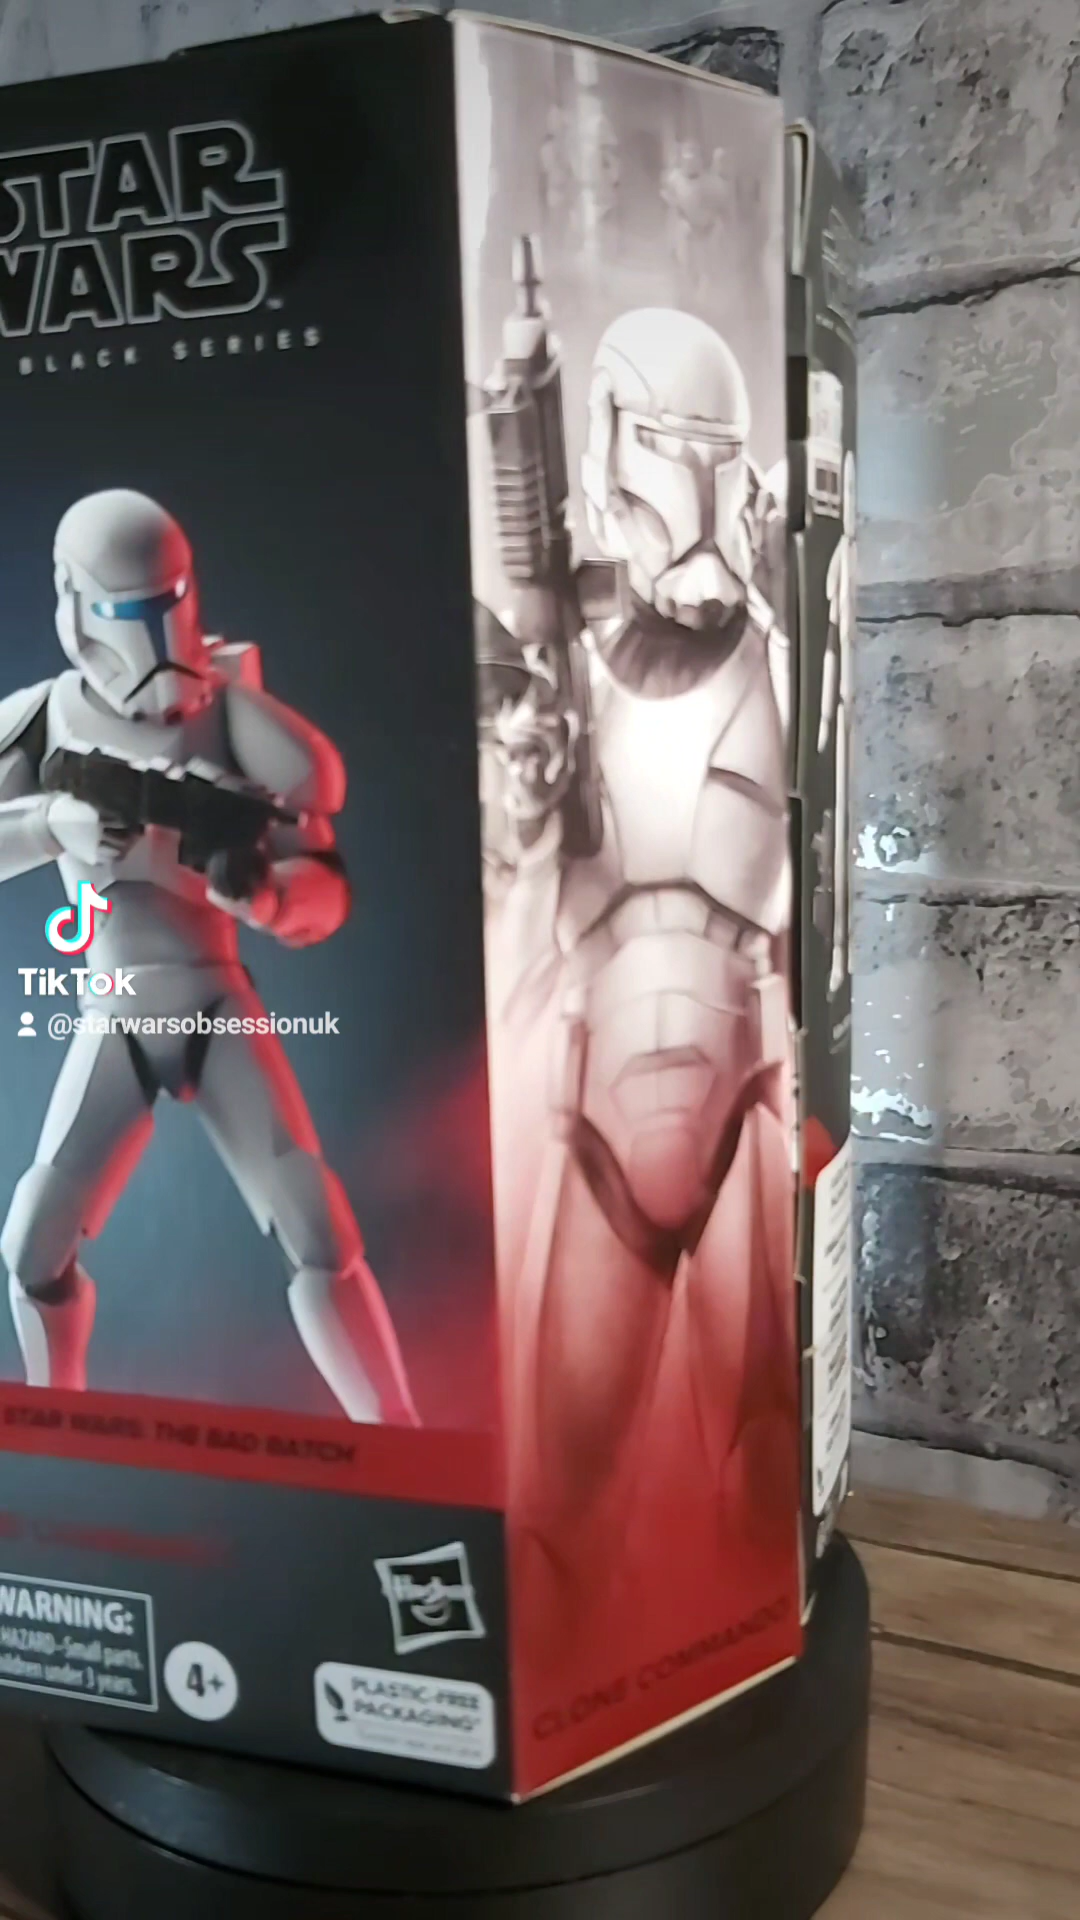 STAR
WARS
BLACK SERIES
TikTok
@starwarsobsessionuk
STAR WARS: THE BAD BATCH
WARNING:
HAZARD-Small parts.
children under 3 years.
4+
Hasbro
PLASTIC-FREE
PACKAGING*
CLONE COMMANDO